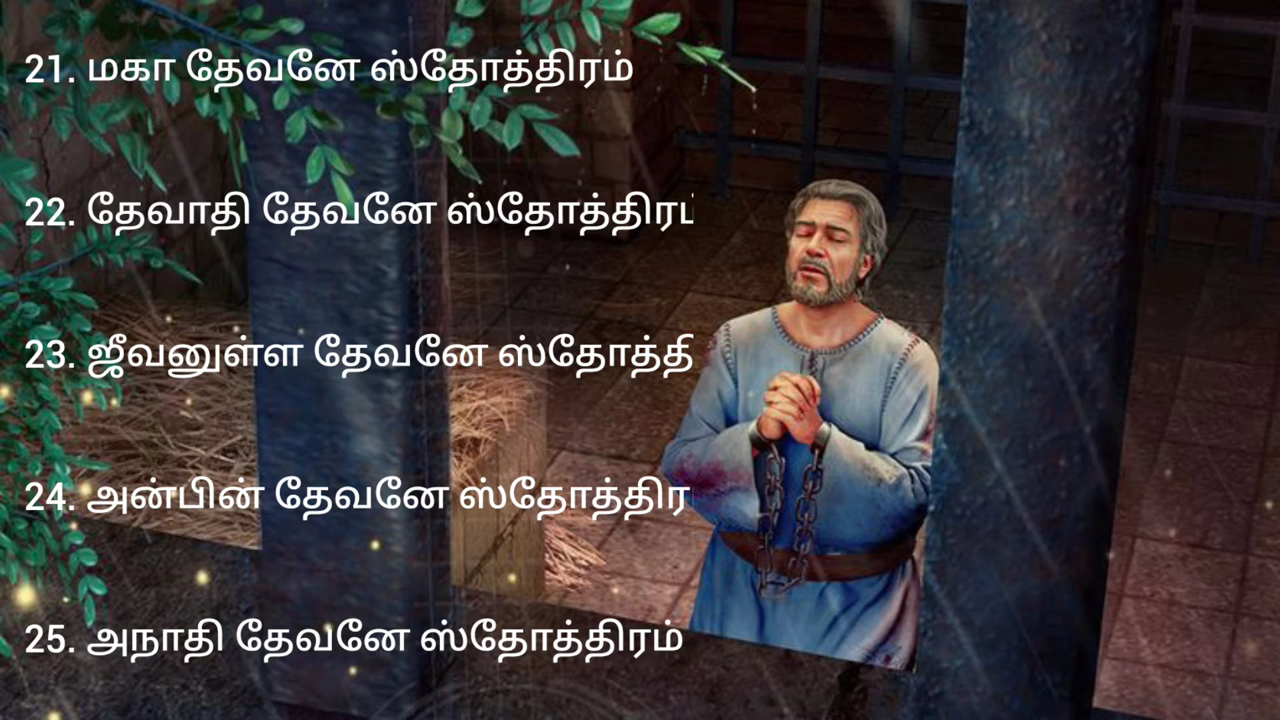 21. மகா தேவனே ஸ்தோத்திரம்
22. தேவாதி தேவனே
23. ஜீவனுள்ள தேவனே
24. அன்பின் தேவனே
25. அநாதி தேவனே ஸ்தோத்திரம்